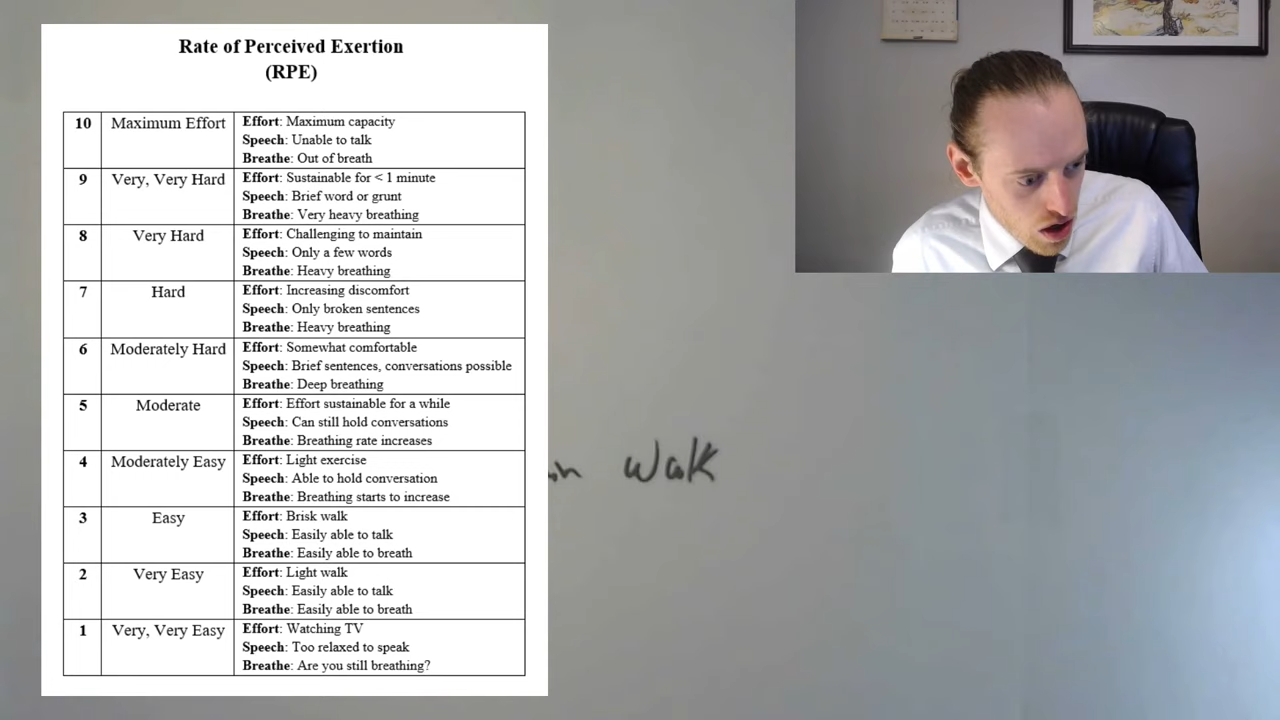 Rate of Perceived Exertion
(RPE)
10 Maximum Effort Effort: Maximum capacity
Speech: Unable to talk
Breathe: Out of breath
9 Very, Very Hard Effort: Sustainable for < 1 minute
Speech: Brief word or grunt
Breathe: Very heavy breathing
8 Very Hard Effort: Challenging to maintain
Speech: Only a few words
Breathe: Heavy breathing
7 Hard Effort: Increasing discomfort
Speech: Only broken sentences
Breathe: Heavy breathing
6 Moderately Hard Effort: Somewhat comfortable
Speech: Brief sentences, conversations possible
Breathe: Deep breathing
5 Moderate Effort: Effort sustainable for a while
Speech: Can still hold conversations
Breathe: Breathing rate increases
4 Moderately Easy Effort: Light exercise
Speech: Able to hold conversation
Breathe: Breathing starts to increase
walk
3 Easy Effort: Brisk walk
Speech: Easily able to talk
Breathe: Easily able to breath
2 Very Easy Effort: Light walk
Speech: Easily able to talk
Breathe: Easily able to breath
1 Very, Very Easy Effort: Watching TV
Speech: Too relaxed to speak
Breathe: Are you still breathing?